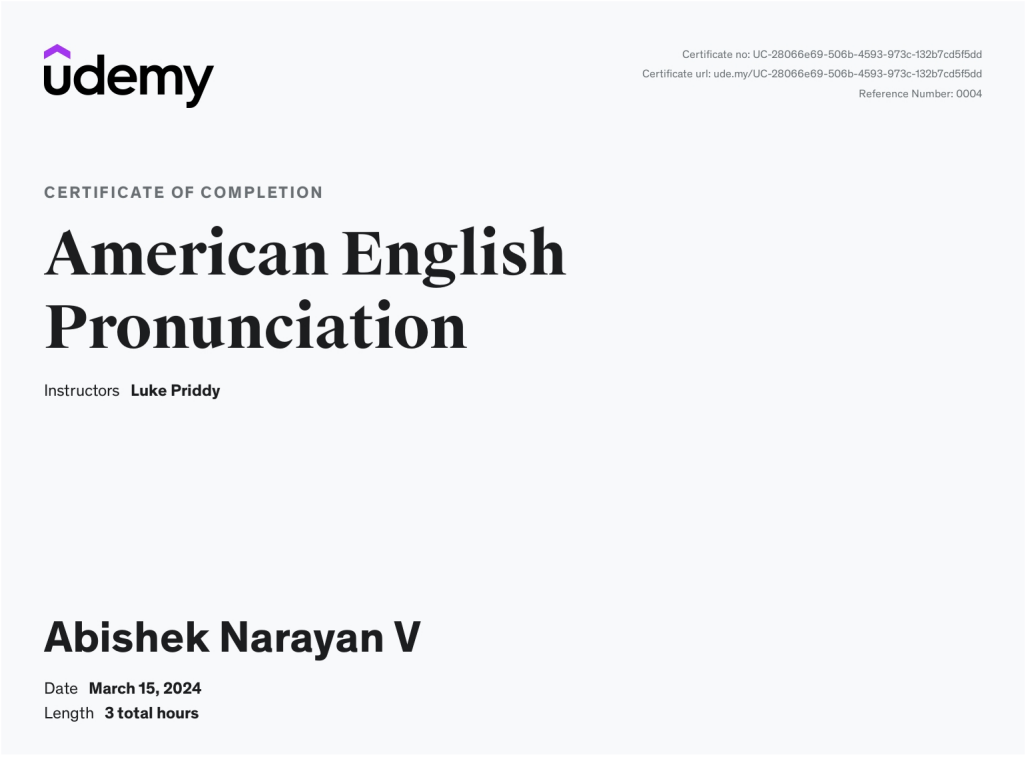 udemy
Certificate no: UC-28066e69-506b-4593-973c-132b7cd5f5dd
Certificate url: ude.my/UC-28066e69-506b-4593-973c-132b7cd5f5dd
Reference Number: 0004
CERTIFICATE OF COMPLETION
American English
Pronunciation
Instructors Luke Priddy
Abishek Narayan V
Date March 15, 2024
Length 3 total hours